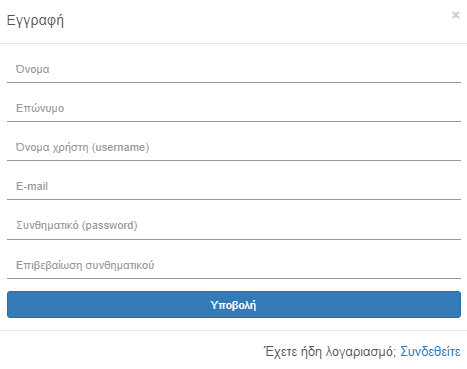 Εγγραφή ×
Όνομα
Επώνυμο
Όνομα χρήστη (username)
E-mail
Συνθηματικό (password)
Επιβεβαίωση συνθηματικού
Υποβολή
Έχετε ήδη λογαριασμό; Συνδεθείτε